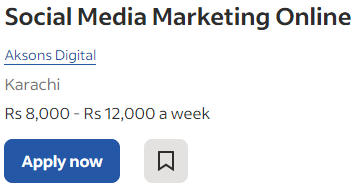 Social Media Marketing Online
Aksons Digital
Karachi
Rs 8,000 - Rs 12,000 a week
Apply now